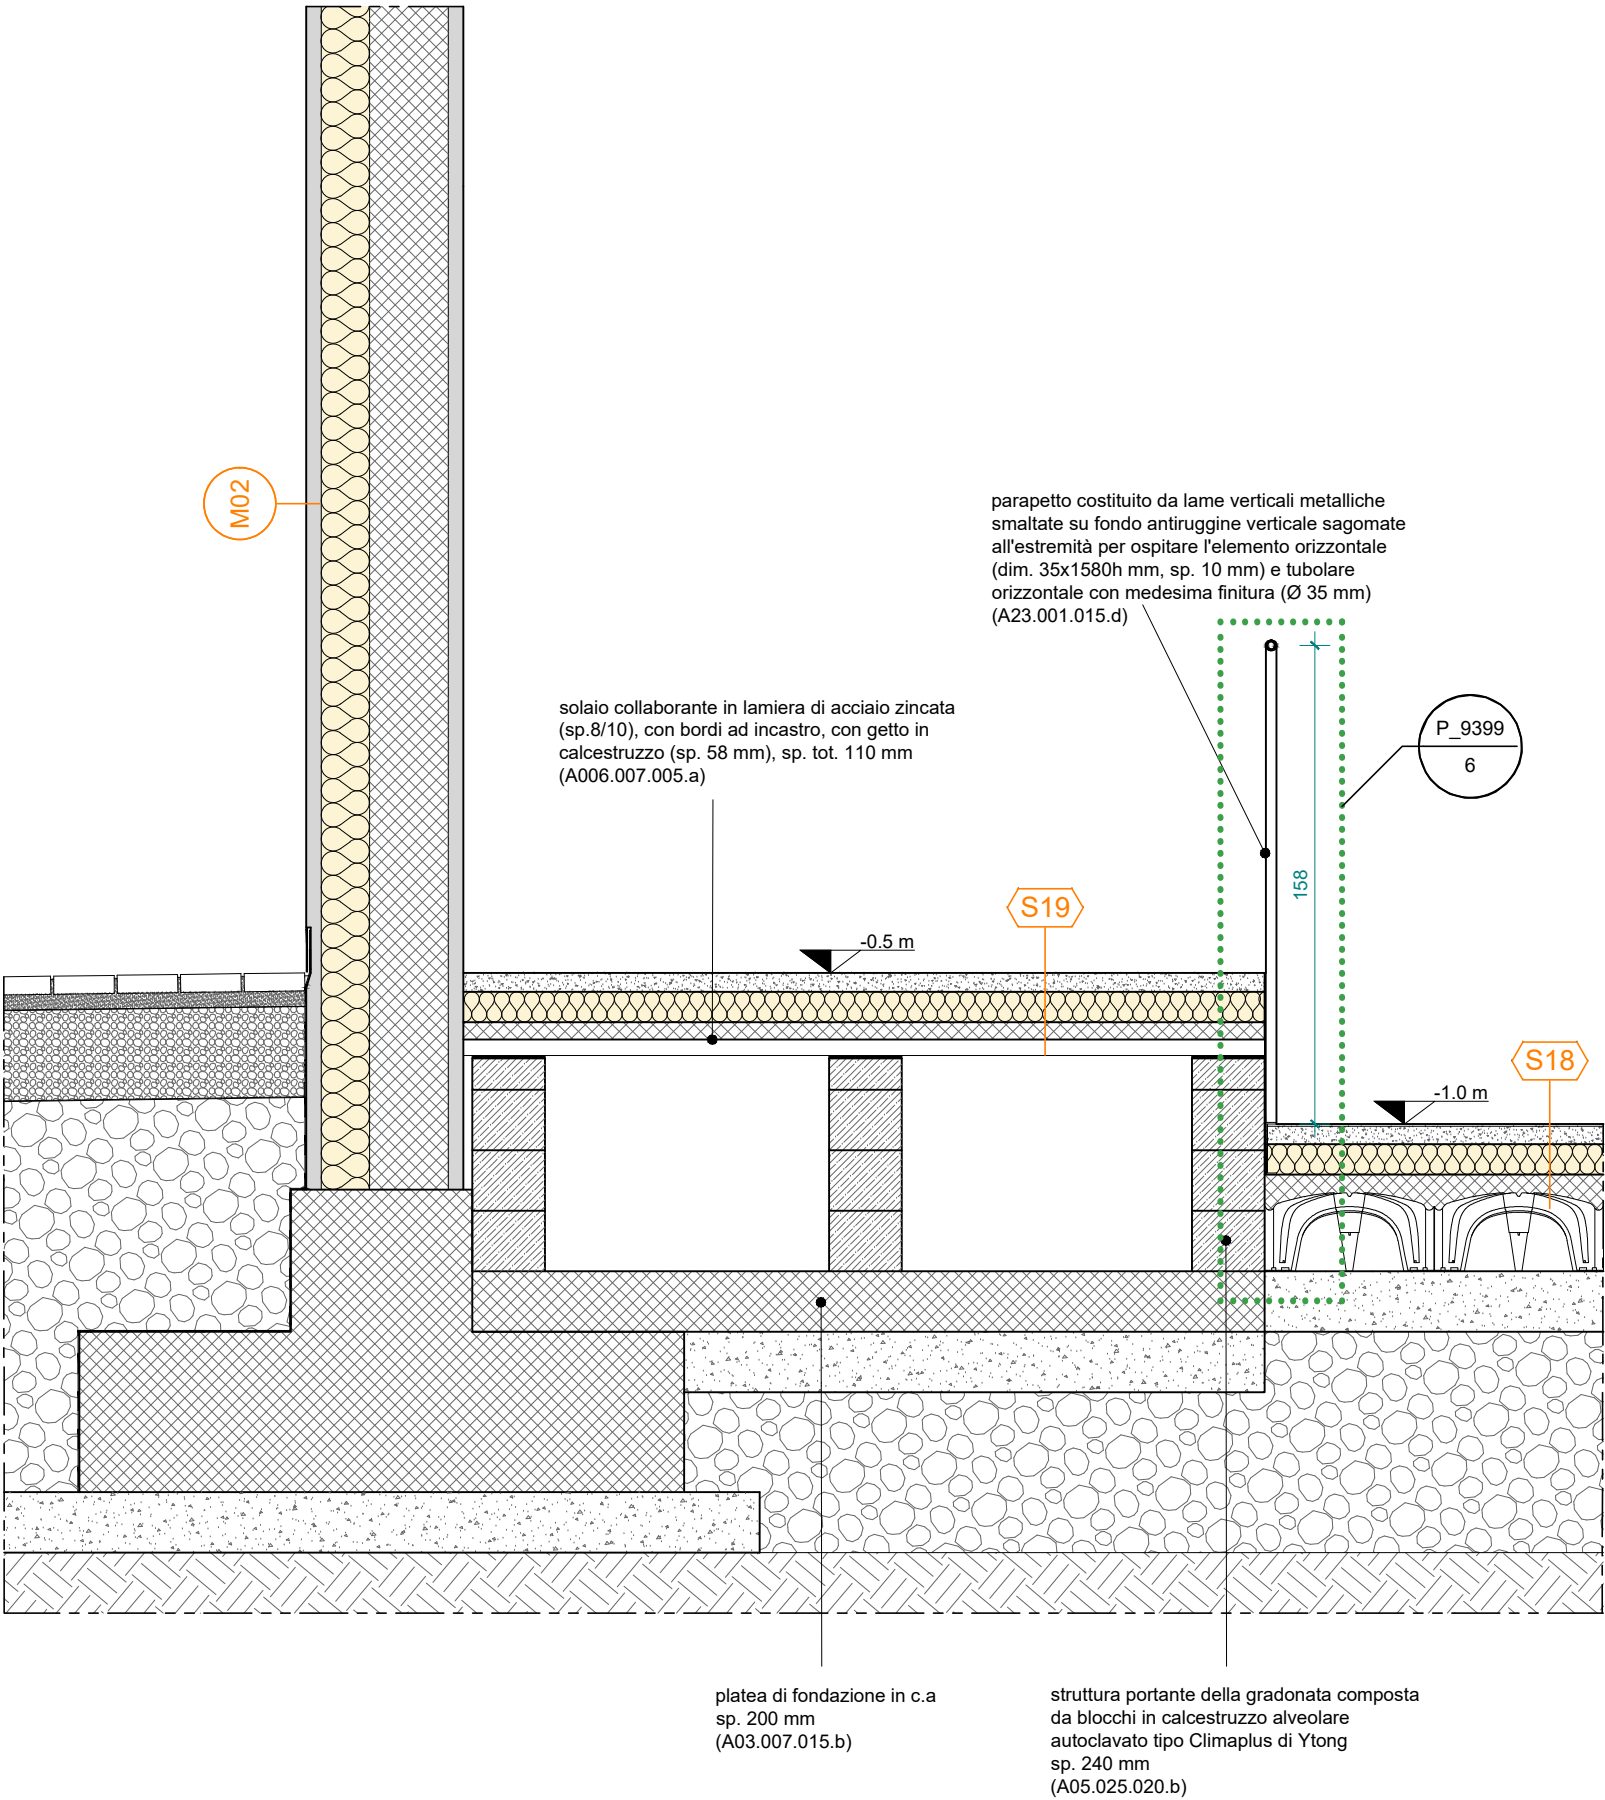 M02
parapetto costituito da lame verticali metalliche
smaltate su fondo antiruggine verticale sagomate
all'estremità per ospitare l'elemento orizzontale
(dim. 35x1580h mm, sp. 10 mm) e tubolare
orizzontale con medesima finitura (Ø 35 mm)
(A23.001.015.d)
solaio collaborante in lamiera di acciaio zincata
(sp.8/10), con bordi ad incastro, con getto in
calcestruzzo (sp. 58 mm), sp. tot. 110 mm
(A006.007.005.a)
P_9399
6
158
S19
-0.5 m
S18
-1.0 m
platea di fondazione in c.a
sp. 200 mm
(A03.007.015.b)
struttura portante della gradonata composta
da blocchi in calcestruzzo alveolare
autoclavato tipo Climaplus di Ytong
sp. 240 mm
(A05.025.020.b)